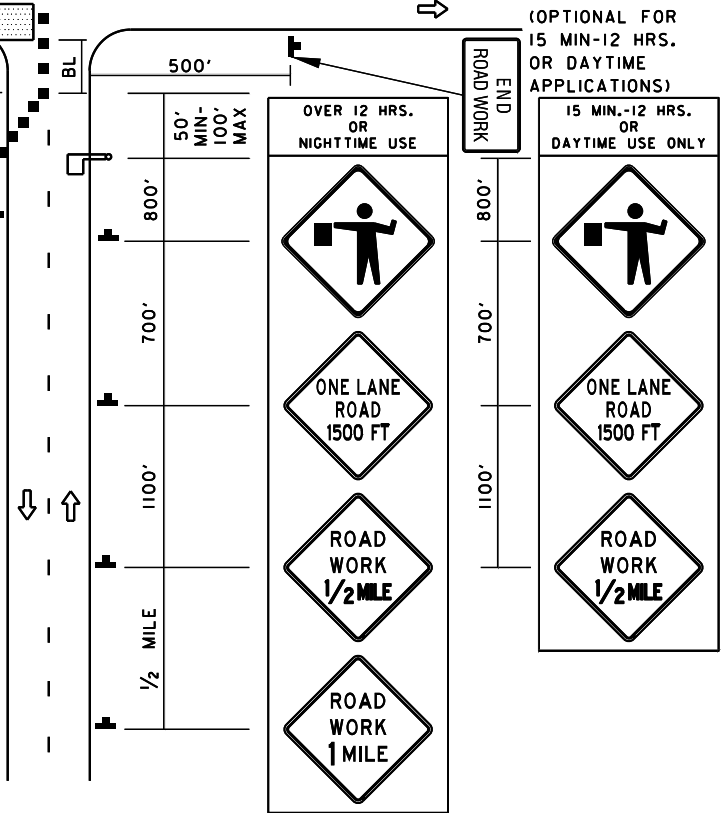 (OPTIONAL FOR
15 MIN-12 HRS.
OR DAYTIME
APPLICATIONS)
END
ROAD WORK
BL
500'
50'
MIN-
100'
MAX
800'
700'
1100'
1/2 MILE
OVER 12 HRS.
OR
NIGHTTIME USE
ONE LANE
ROAD
1500 FT
ROAD
WORK
1/2 MILE
ROAD
WORK
1 MILE
800'
700'
1100'
15 MIN.-12 HRS.
OR
DAYTIME USE ONLY
ONE LANE
ROAD
1500 FT
ROAD
WORK
1/2 MILE